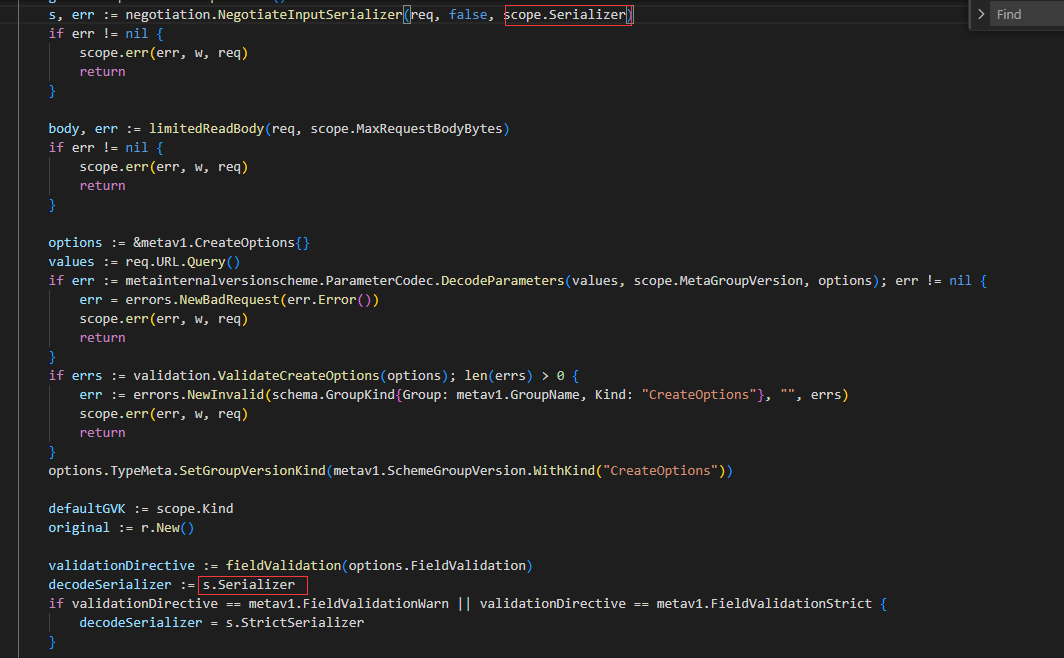 s, err := negotiation.NegotiateInputSerializer(req, false, scope.Serializer)
Find
if err != nil {
scope.err(err, w, req)
return
}
body, err := limitedReadBody(req, scope.MaxRequestBodyBytes)
if err != nil {
scope.err(err, w, req)
return
}
options := &metav1.CreateOptions{}
values := req.URL.Query()
if err := metainternalversionscheme.ParameterCodec.DecodeParameters(values, scope.MetaGroupVersion, options); err != nil {
err = errors.NewBadRequest(err.Error())
scope.err(err, w, req)
return
}
if errs := validation.ValidateCreateOptions(options); len(errs) > 0 {
err := errors.NewInvalid(schema.GroupKind{Group: metav1.GroupName, Kind: "CreateOptions"}, "", errs)
scope.err(err, w, req)
return
}
options.TypeMeta.SetGroupVersionKind(metav1.SchemeGroupVersion.WithKind("CreateOptions"))
defaultGVK := scope.Kind
original := r.New()
validationDirective := fieldValidation(options.FieldValidation)
decodeSerializer := s.Serializer
if validationDirective == metav1.FieldValidationWarn || validationDirective == metav1.FieldValidationStrict {
decodeSerializer = s.StrictSerializer
}